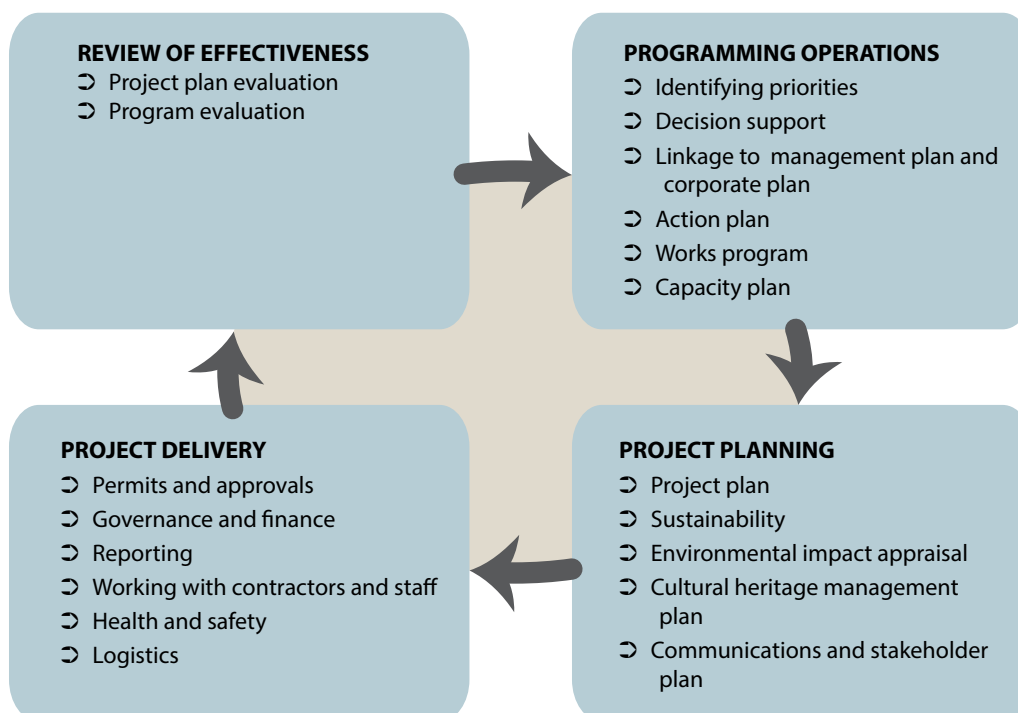 REVIEW OF EFFECTIVENESS
➲ Project plan evaluation
➲ Program evaluation
PROGRAMMING OPERATIONS
➲ Identifying priorities
➲ Decision support
➲ Linkage to management plan and
corporate plan
➲ Action plan
➲ Works program
➲ Capacity plan
PROJECT DELIVERY
➲ Permits and approvals
➲ Governance and finance
➲ Reporting
➲ Working with contractors and staff
➲ Health and safety
➲ Logistics
PROJECT PLANNING
➲ Project plan
➲ Sustainability
➲ Environmental impact appraisal
➲ Cultural heritage management
plan
➲ Communications and stakeholder
plan